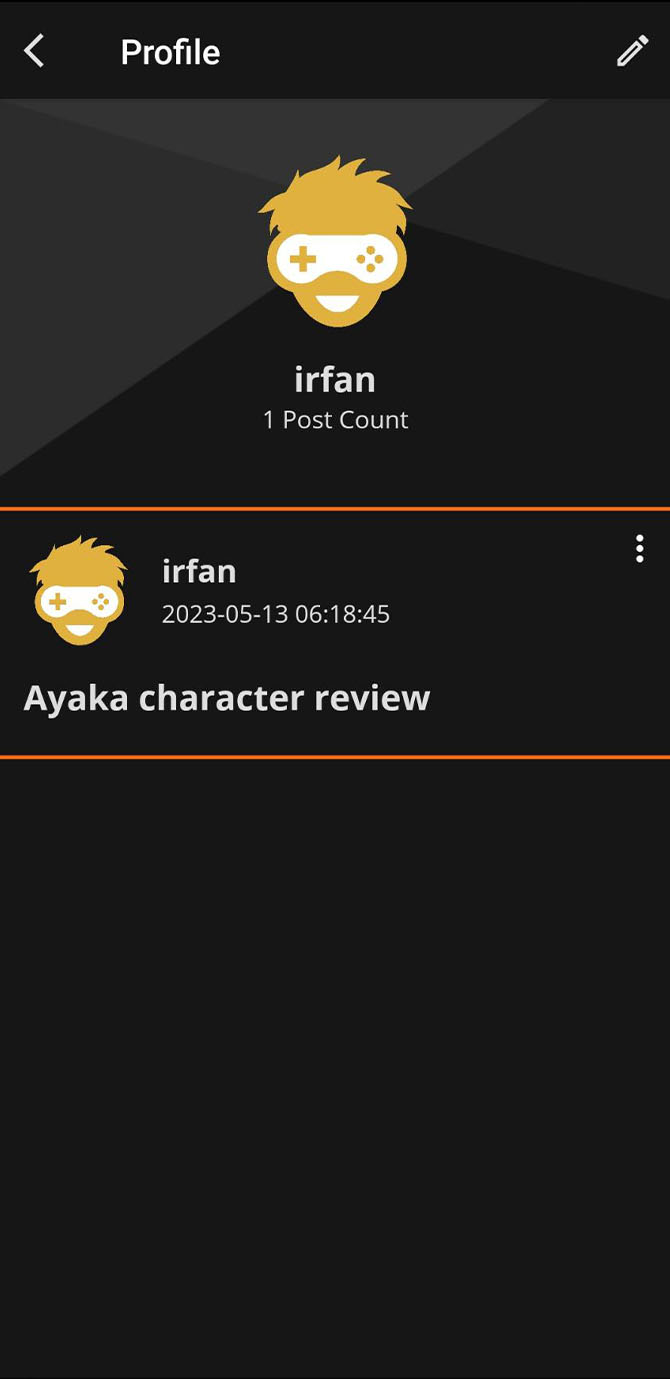 Profile
irfan
1 Post Count
irfan
2023-05-13 06:18:45
Ayaka character review